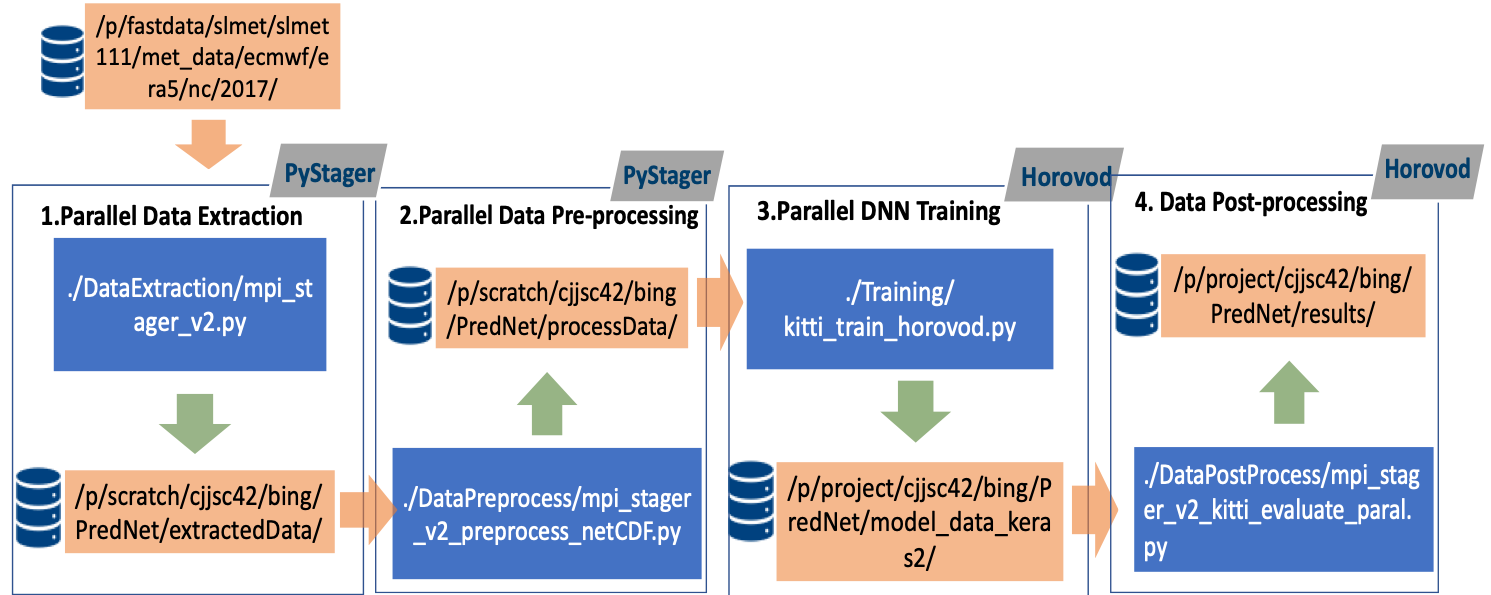 /p/fastdata/slmet/slmet
111/met_data/ecmwf/e
ra5/nc/2017/
PyStager
1.Parallel Data Extraction
./DataExtraction/mpi_st
ager_v2.py
/p/scratch/cjjsc42/bing/
PredNet/extractedData/
PyStager
2.Parallel Data Pre-processing
/p/scratch/cjjsc42/bing
/PredNet/processData/
./DataPreprocess/mpi_stager
_v2_preprocess_netCDF.py
Horovod
3.Parallel DNN Training
./Training/
kitti_train_horovod.py
/p/project/cjjsc42/bing/P
redNet/model_data_kera
s2/
Horovod
4. Data Post-processing
/p/project/cjjsc42/bing/
PredNet/results/
./DataPostProcess/mpi_stag
er_v2_kitti_evaluate_paral.
py